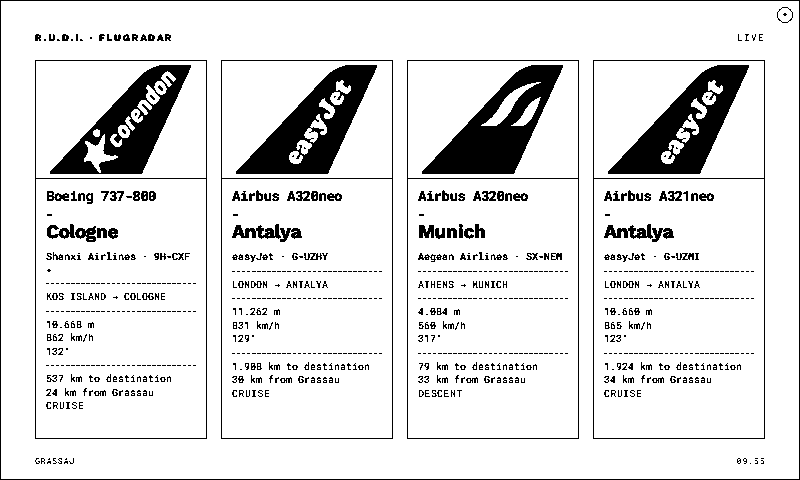 R.U.D.I. · FLUGRADAR
LIVE
corendon
Boeing 737-800
-
Cologne
Shanxi Airlines · 9H-CXF
•
KOS ISLAND → COLOGNE
10.668 m
862 km/h
132°
537 km to destination
24 km from Grassau
CRUISE
easyJet
Airbus A320neo
-
Antalya
easyJet · G-UZHY
LONDON → ANTALYA
11.262 m
831 km/h
129°
1.908 km to destination
30 km from Grassau
CRUISE
Airbus A320neo
-
Munich
Aegean Airlines · SX-NEM
ATHENS → MUNICH
4.084 m
560 km/h
317°
79 km to destination
33 km from Grassau
DESCENT
easyJet
Airbus A321neo
-
Antalya
easyJet · G-UZMI
LONDON → ANTALYA
10.660 m
865 km/h
123°
1.924 km to destination
34 km from Grassau
CRUISE
GRASSAU
09.55